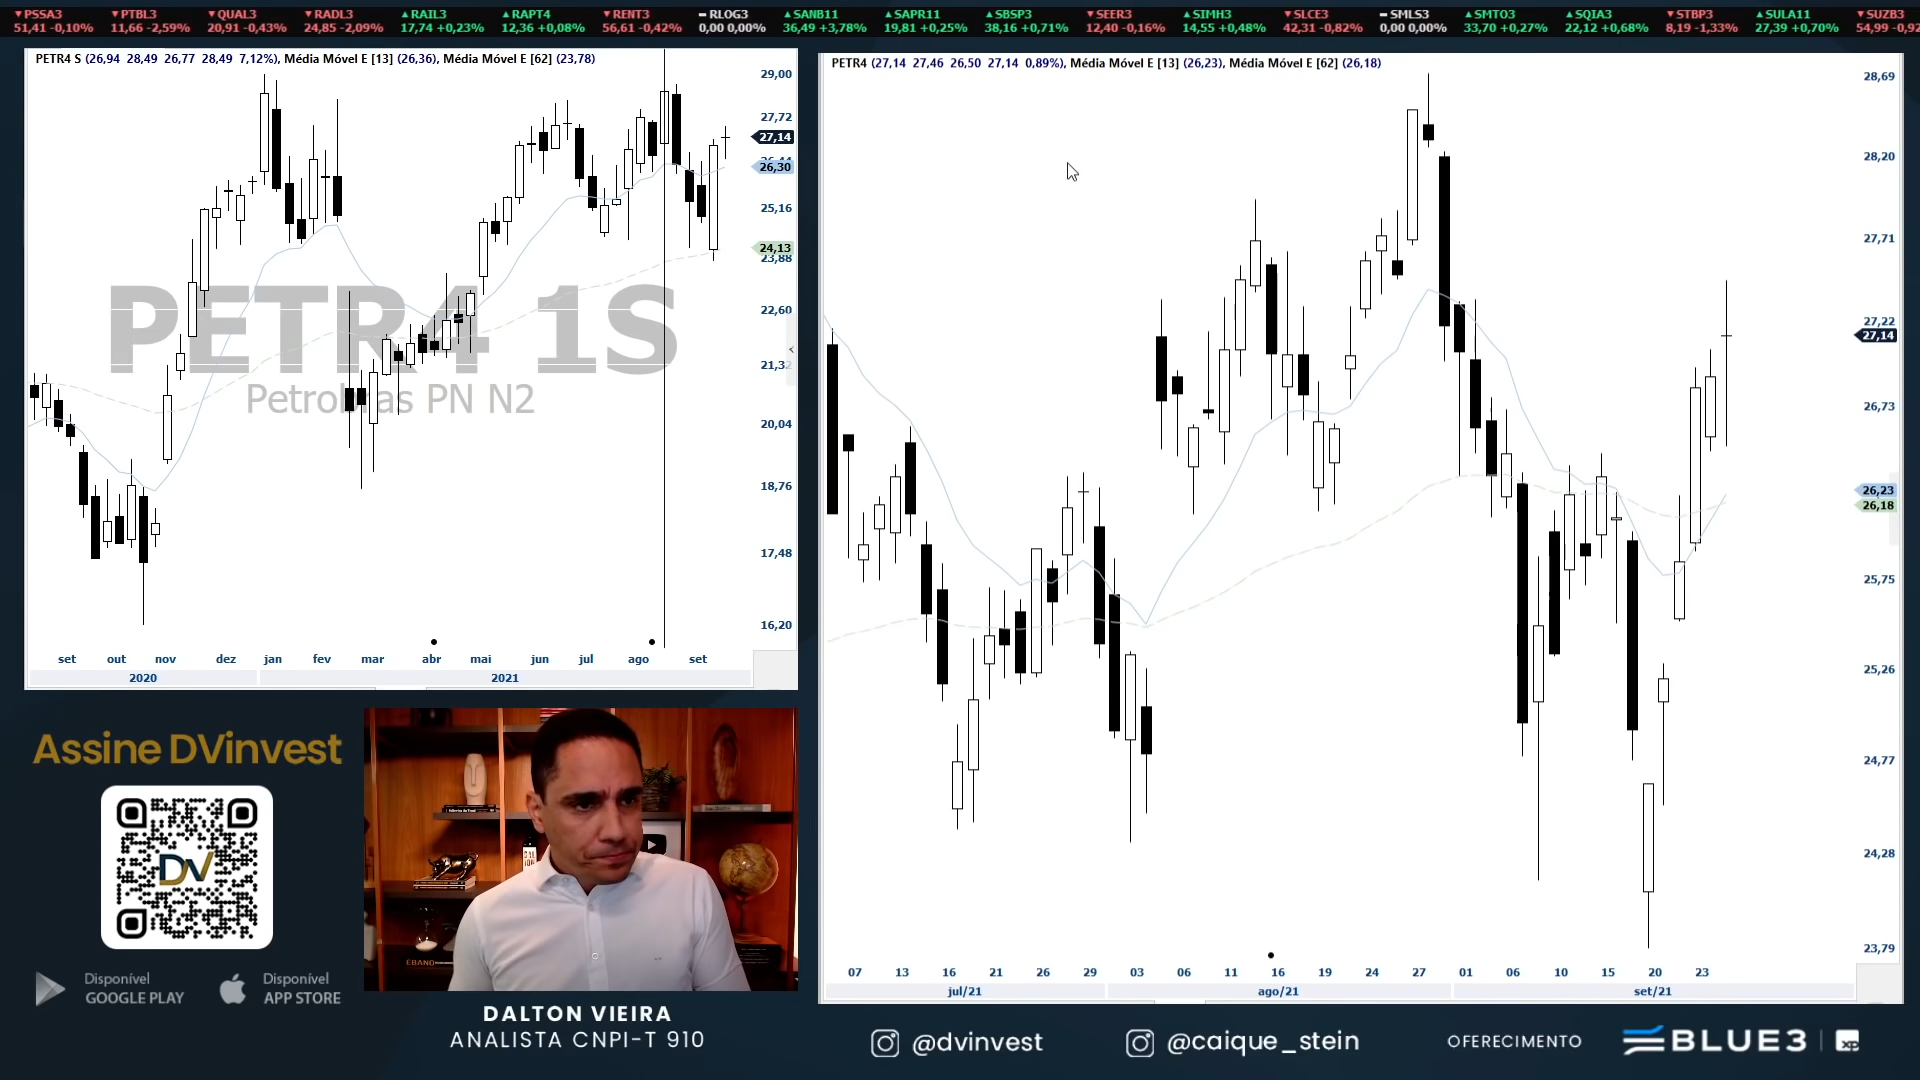 ▼PSSA3 ▼PTBL3 ▼QUAL3 ▼RADL3 ▲RAIL3 ▲RAPT4 ▼RENT3 RLOG3 ▲SANB11 ▲SAPR11 ▲SBSP3 ▼SEER3 ▲SIMH3 ▼SLCE3 SMLS3 ▲SMTO3 ▲SQIA3 ▼STBP3 ▲SULA11 ▼SUZB3
51,41 -0,10% 11,66 -2,59% 20,91 -0,43% 24,85 -2,09% 17,74 +0,23% 12,36 +0,08% 56,61 -0,42% 0,00 0,00% 36,49 +3,78% 19,81 +0,25% 38,16 +0,71% 12,40 -0,16% 14,55 +0,48% 42,31 -0,82% 0,00 0,00% 33,70 +0,27% 22,12 +0,68% 8,19 -1,33% 27,39 +0,70% 54,99 -0,92
PETR4 S (26,94 28,49 26,77 28,49 7,12%), Média Móvel E [13] (26,36), Média Móvel E [62] (23,78)
29,00
27,72
27,14
26,30
25,16
24,13
23,88
22,60
21,32
20,04
18,76
17,48
16,20
PETR4 1S
Petrobras PN N2
set out nov dez jan fev mar abr mai jun jul ago set
2020 2021
PETR4 (27,14 27,46 26,50 27,14 0,89%), Média Móvel E [13] (26,23), Média Móvel E [62] (26,18)
28,69
28,20
27,71
27,22
27,14
26,73
26,23
26,18
25,75
25,26
24,77
24,28
23,79
07 13 16 21 26 29 03 06 11 16 19 24 27 01 06 10 15 20 23
jul/21 ago/21 set/21
Assine DVinvest
DV
Disponível
GOOGLE PLAY
Disponível
APP STORE
EBANO
DALTON VIEIRA
ANALISTA CNPI-T 910
@dvinvest
@caique_stein
OFERECIMENTO
BLUE3
xp